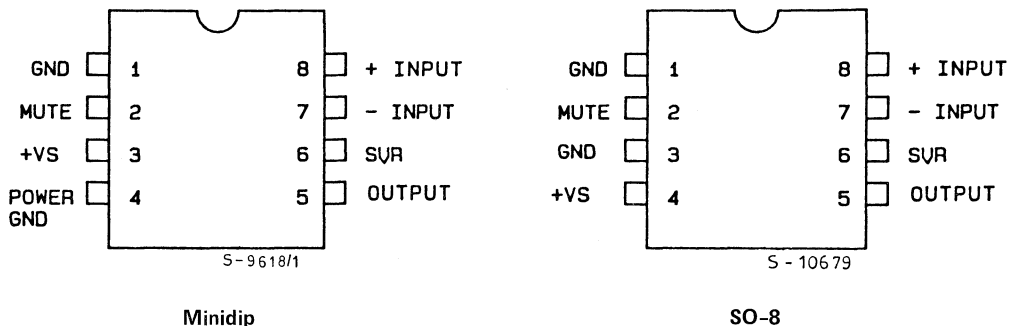 GND 1 8 + INPUT
MUTE 2 7 - INPUT
+VS 3 6 SVR
POWER GND 4 5 OUTPUT
S-9618/1
Minidip
GND 1 8 + INPUT
MUTE 2 7 - INPUT
GND 3 6 SVR
+VS 4 5 OUTPUT
S - 10679
SO-8